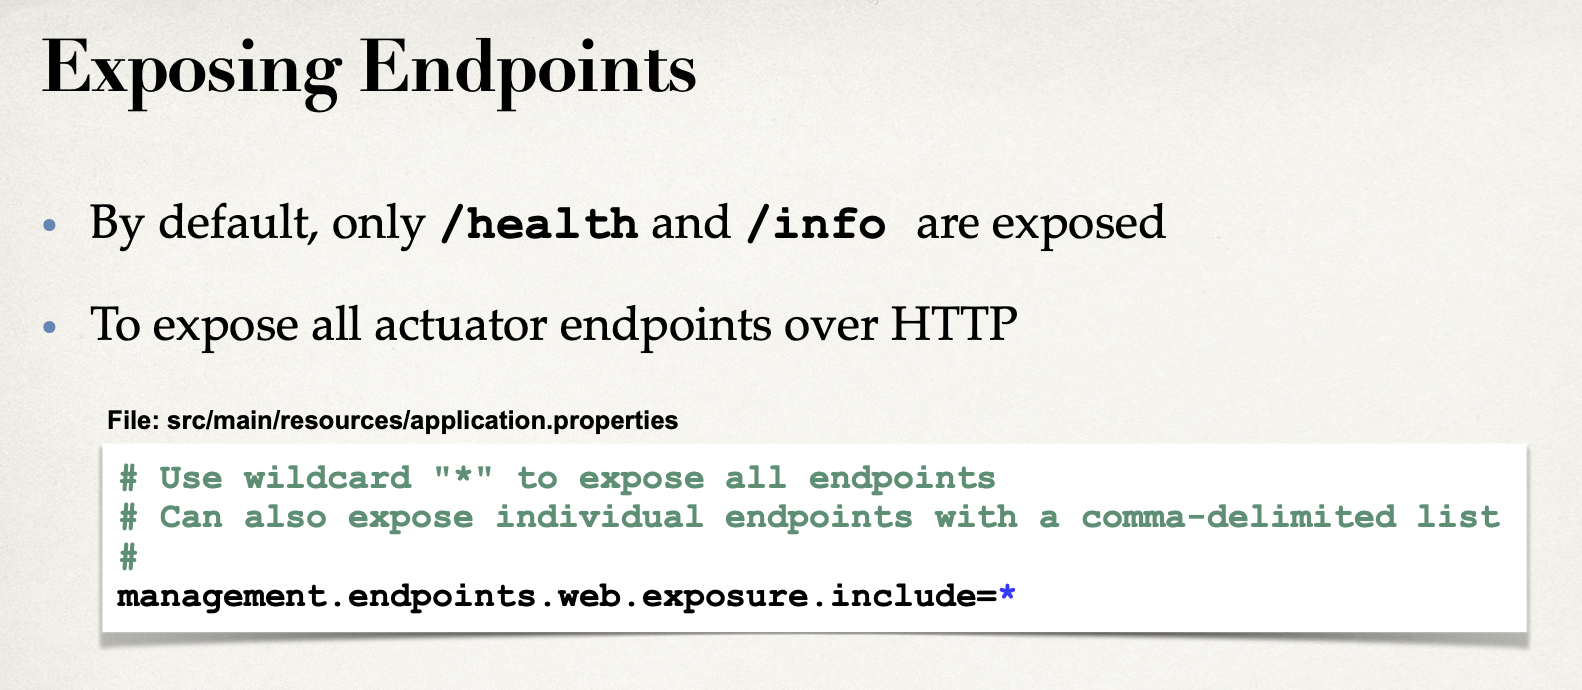 Exposing Endpoints
• By default, only /health and /info are exposed
• To expose all actuator endpoints over HTTP
File: src/main/resources/application.properties
# Use wildcard "*" to expose all endpoints
# Can also expose individual endpoints with a comma-delimited list
#
management.endpoints.web.exposure.include=*